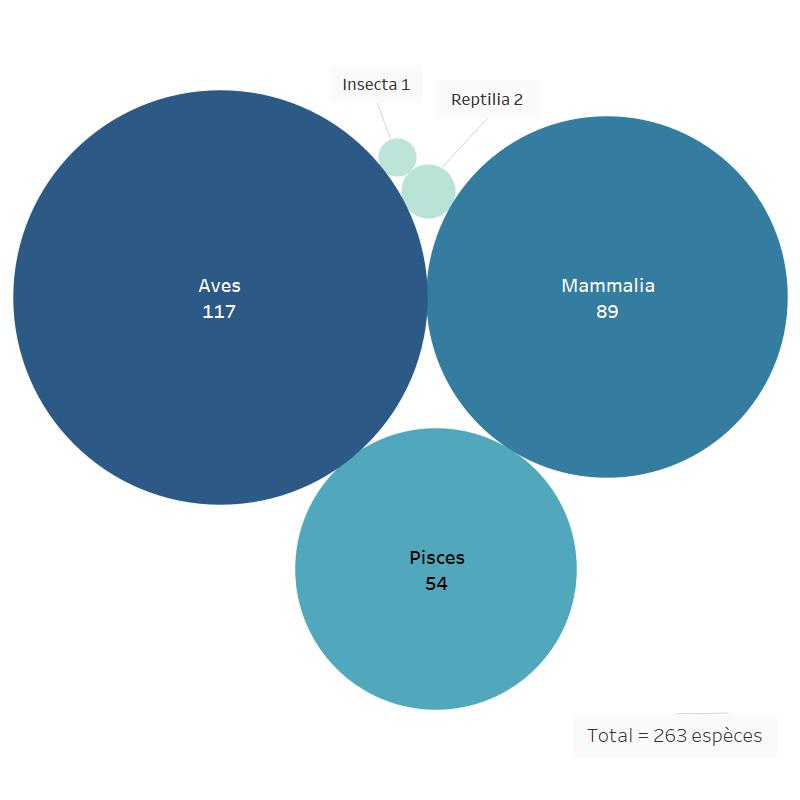 Insecta 1
Reptilia 2
Aves
117
Mammalia
89
Pisces
54
Total = 263 espèces